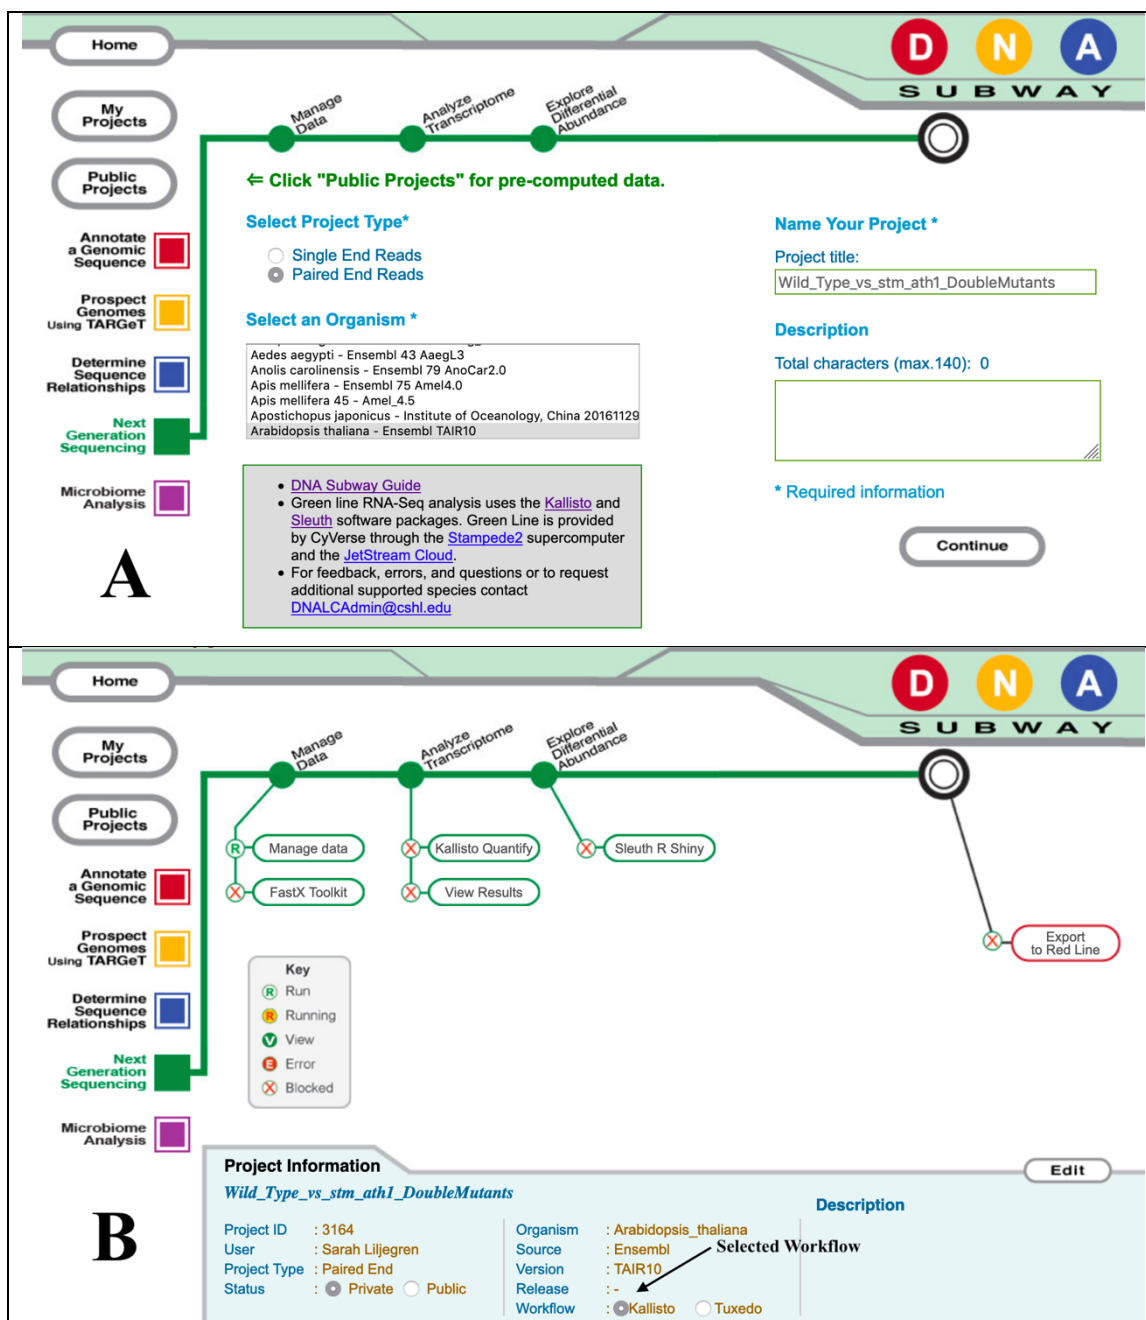 Home
D N A
SUBWAY
My
Projects
Manage
Data
Analyze
Transcriptome
Explore
Differential
Abundance
Public
Projects
⇐ Click "Public Projects" for pre-computed data.
Select Project Type*
Single End Reads
Paired End Reads
Name Your Project *
Project title:
Wild_Type_vs_stm_ath1_DoubleMutants
Annotate
a Genomic
Sequence
Prospect
Genomes
Using TARGeT
Determine
Sequence
Relationships
Next
Generation
Sequencing
Microbiome
Analysis
Select an Organism *
Aedes aegypti - Ensembl 43 AaegL3
Anolis carolinensis - Ensembl 79 AnoCar2.0
Apis mellifera - Ensembl 75 Amel4.0
Apis mellifera 45 - Amel_4.5
Apostichopus japonicus - Institute of Oceanology, China 20161129
Arabidopsis thaliana - Ensembl TAIR10
Description
Total characters (max.140): 0
* Required information
Continue
• DNA Subway Guide
• Green line RNA-Seq analysis uses the Kallisto and
Sleuth software packages. Green Line is provided
by CyVerse through the Stampede2 supercomputer
and the JetStream Cloud.
• For feedback, errors, and questions or to request
additional supported species contact
DNALCAdmin@cshl.edu
A
Home
D N A
SUBWAY
My
Projects
Manage
Data
Analyze
Transcriptome
Explore
Differential
Abundance
Public
Projects
R Manage data
X FastX Toolkit
X Kallisto Quantify
X View Results
X Sleuth R Shiny
X Export
to Red Line
Annotate
a Genomic
Sequence
Prospect
Genomes
Using TARGeT
Determine
Sequence
Relationships
Next
Generation
Sequencing
Microbiome
Analysis
Key
R Run
R Running
V View
E Error
X Blocked
B
Project Information
Edit
Wild_Type_vs_stm_ath1_DoubleMutants
Description
Project ID : 3164
User : Sarah Liljegren
Project Type : Paired End
Status : Private Public
Organism : Arabidopsis_thaliana
Source : Ensembl
Version : TAIR10
Release : -
Workflow : Kallisto Tuxedo
Selected Workflow